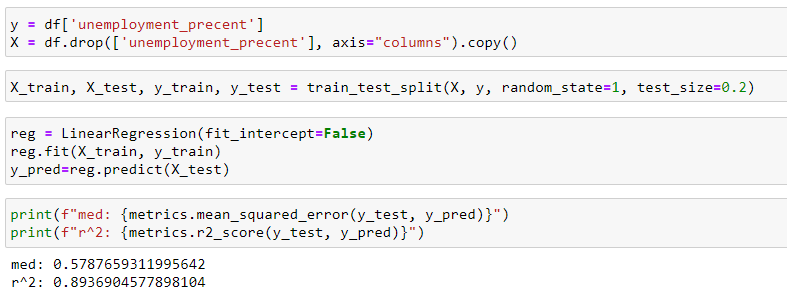 y = df['unemployment_precent']
X = df.drop(['unemployment_precent'], axis="columns").copy()
X_train, X_test, y_train, y_test = train_test_split(X, y, random_state=1, test_size=0.2)
reg = LinearRegression(fit_intercept=False)
reg.fit(X_train, y_train)
y_pred=reg.predict(X_test)
print(f"med: {metrics.mean_squared_error(y_test, y_pred)}")
print(f"r^2: {metrics.r2_score(y_test, y_pred)}")
med: 0.5787659311995642
r^2: 0.8936904577898104